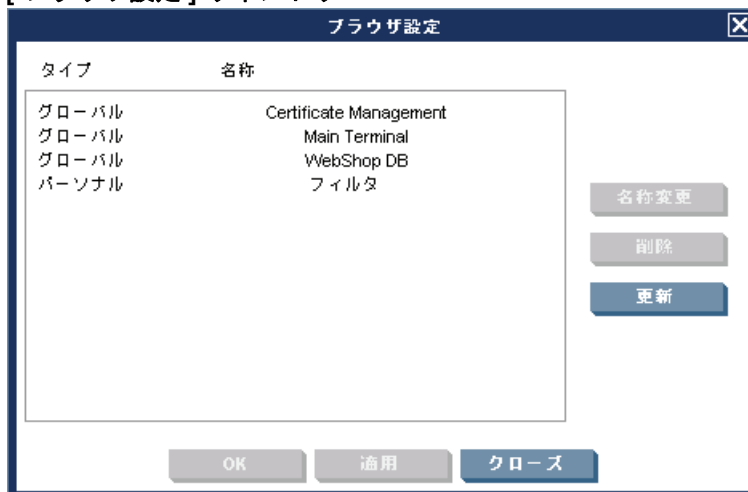 ブラウザ設定
タイプ 名称
グローバル Certificate Management
グローバル Main Terminal
グローバル WebShop DB
パーソナル フィルタ
名称変更
削除
更新
OK 適用 クローズ